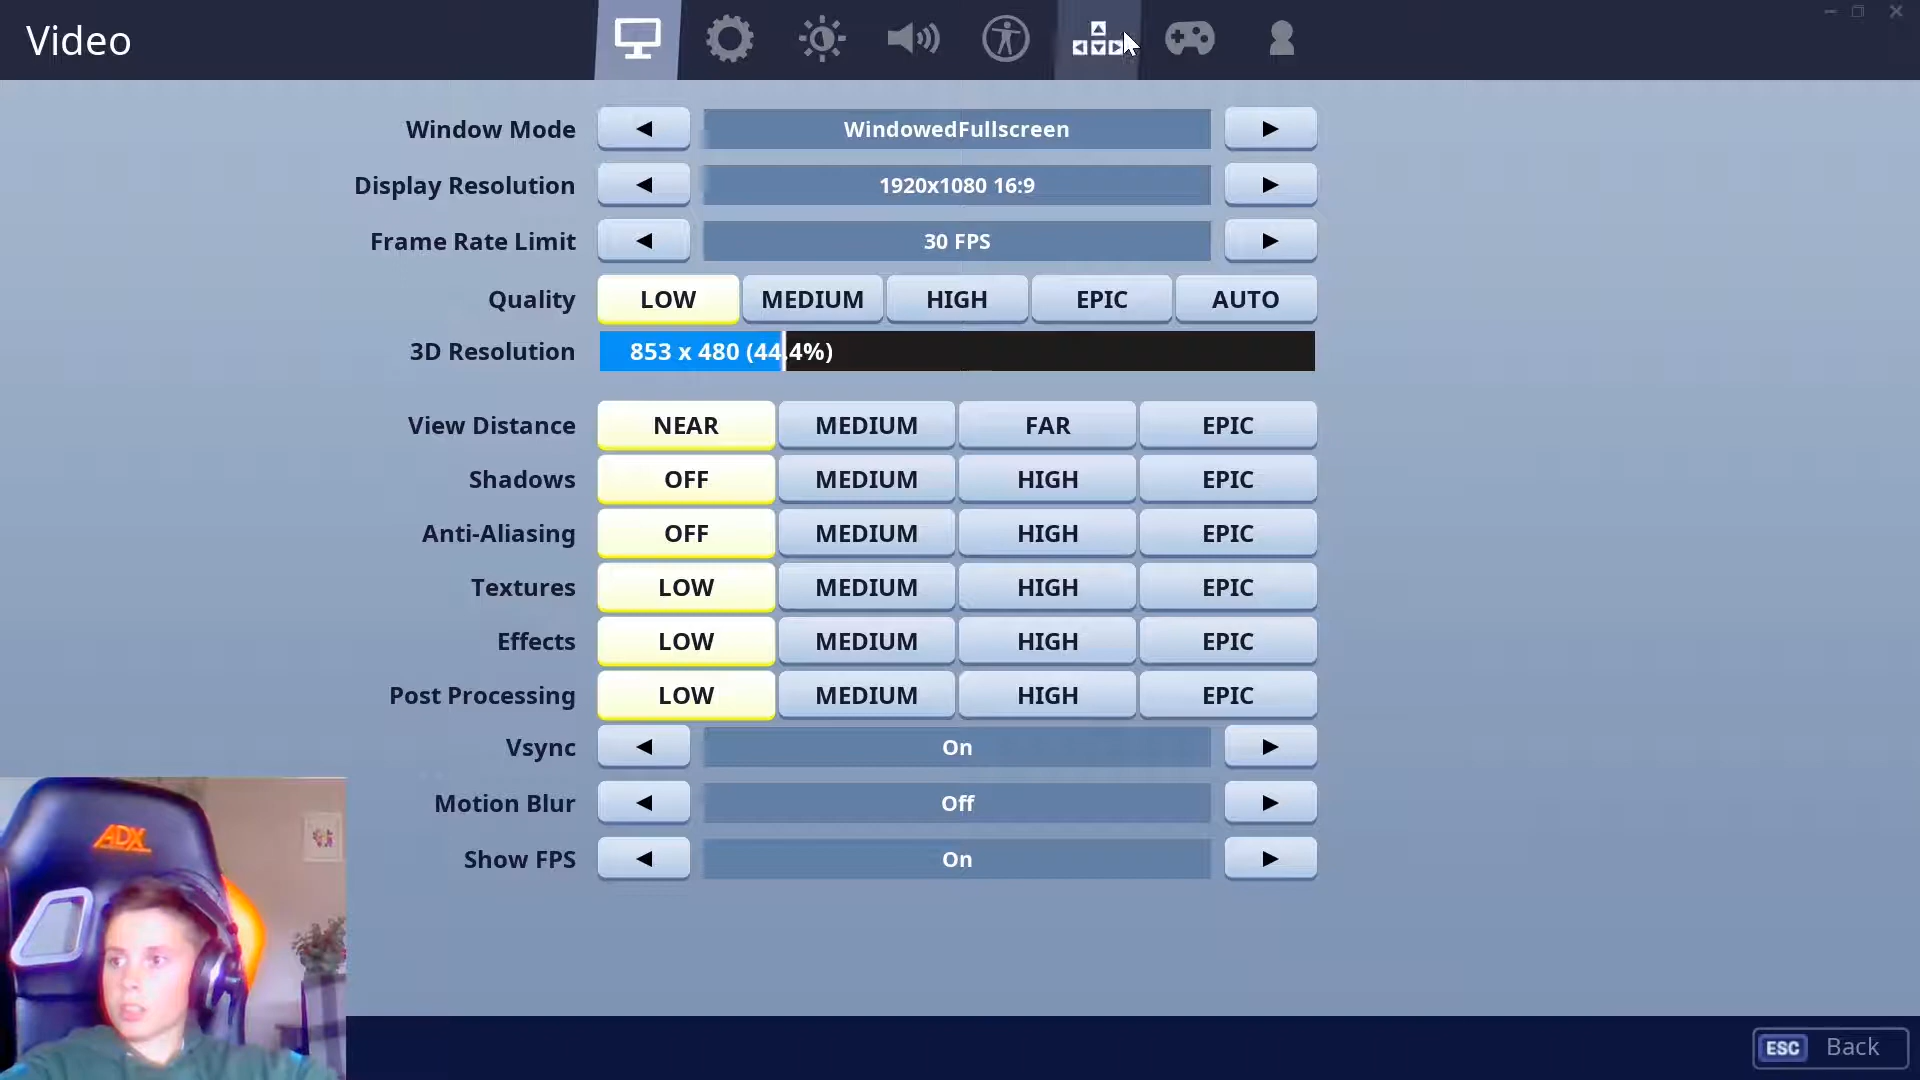 Video
Window Mode ◀ WindowedFullscreen ▶
Display Resolution ◀ 1920x1080 16:9 ▶
Frame Rate Limit ◀ 30 FPS ▶
Quality LOW MEDIUM HIGH EPIC AUTO
3D Resolution 853 x 480 (44.4%)
View Distance NEAR MEDIUM FAR EPIC
Shadows OFF MEDIUM HIGH EPIC
Anti-Aliasing OFF MEDIUM HIGH EPIC
Textures LOW MEDIUM HIGH EPIC
Effects LOW MEDIUM HIGH EPIC
Post Processing LOW MEDIUM HIGH EPIC
Vsync ◀ On ▶
Motion Blur ◀ Off ▶
Show FPS ◀ On ▶
ADX
ESC Back